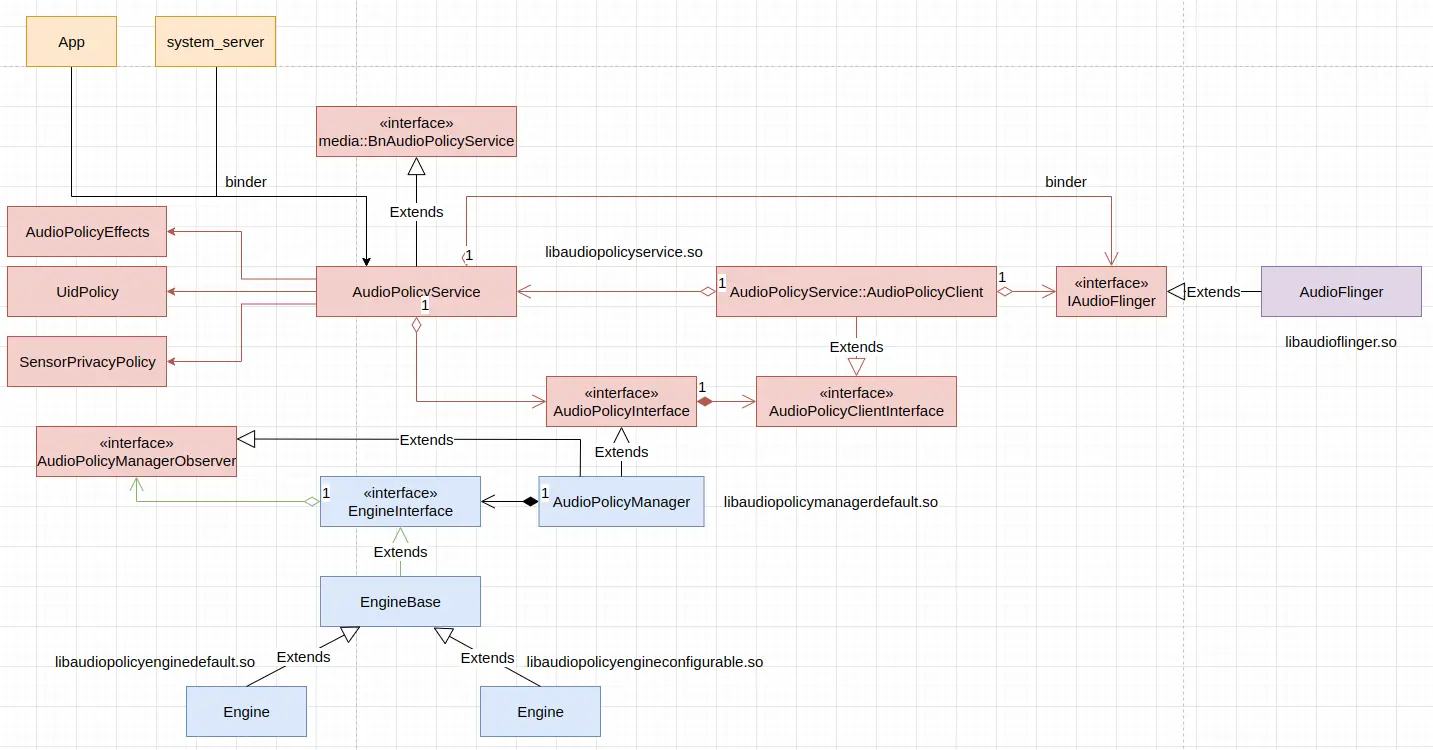 App
system_server
«interface»
media::BnAudioPolicyService
binder
binder
Extends
AudioPolicyEffects
1
libaudiopolicyservice.so
UidPolicy
AudioPolicyService
1
1
AudioPolicyService::AudioPolicyClient
1
«interface»
IAudioFlinger
Extends
AudioFlinger
libaudioflinger.so
SensorPrivacyPolicy
Extends
«interface»
AudioPolicyInterface
1
«interface»
AudioPolicyClientInterface
«interface»
AudioPolicyManagerObserver
Extends
Extends
1
«interface»
EngineInterface
1
AudioPolicyManager
libaudiopolicymanagerdefault.so
Extends
EngineBase
libaudiopolicyenginedefault.so
Extends
Extends
libaudiopolicyengineconfigurable.so
Engine
Engine